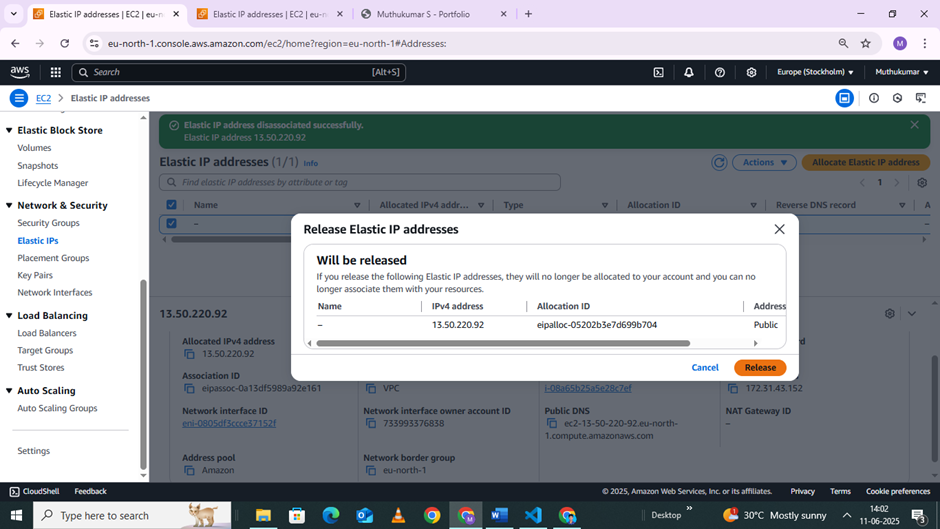 Elastic IP addresses | EC2 | eu-n
Elastic IP addresses | EC2 | eu-n
Muthukumar S - Portfolio
eu-north-1.console.aws.amazon.com/ec2/home?region=eu-north-1#Addresses:
M
aws
Search
[Alt+S]
Europe (Stockholm)
Muthukumar
EC2
Elastic IP addresses
Elastic Block Store
Volumes
Snapshots
Lifecycle Manager
Network & Security
Security Groups
Elastic IPs
Placement Groups
Key Pairs
Network Interfaces
Load Balancing
Load Balancers
Target Groups
Trust Stores
Auto Scaling
Auto Scaling Groups
Settings
Elastic IP address disassociated successfully.
Elastic IP address 13.50.220.92
Elastic IP addresses (1/1) Info
Actions
Allocate Elastic IP address
Find elastic IP addresses by attribute or tag
1
Name
Allocated IPv4 addr...
Type
Allocation ID
Reverse DNS record
A
–
–
Release Elastic IP addresses
Will be released
If you release the following Elastic IP addresses, they will no longer be allocated to your account and you can no
longer associate them with your resources.
Name
IPv4 address
Allocation ID
Address
–
13.50.220.92
eipalloc-05202b3e7d699b704
Public
Cancel
Release
13.50.220.92
Allocated IPv4 address
13.50.220.92
Association ID
eipassoc-0a13df5989a92e161
VPC
i-08a65b25a5e28c7ef
172.31.43.152
Network interface ID
eni-0805df3ccce37152f
Network interface owner account ID
733993376838
Public DNS
ec2-13-50-220-92.eu-north-
1.compute.amazonaws.com
NAT Gateway ID
–
Address pool
Amazon
Network border group
eu-north-1
CloudShell
Feedback
© 2025, Amazon Web Services, Inc. or its affiliates.
Privacy
Terms
Cookie preferences
Type here to search
Desktop
30°C Mostly sunny
14:02
11-06-2025
3